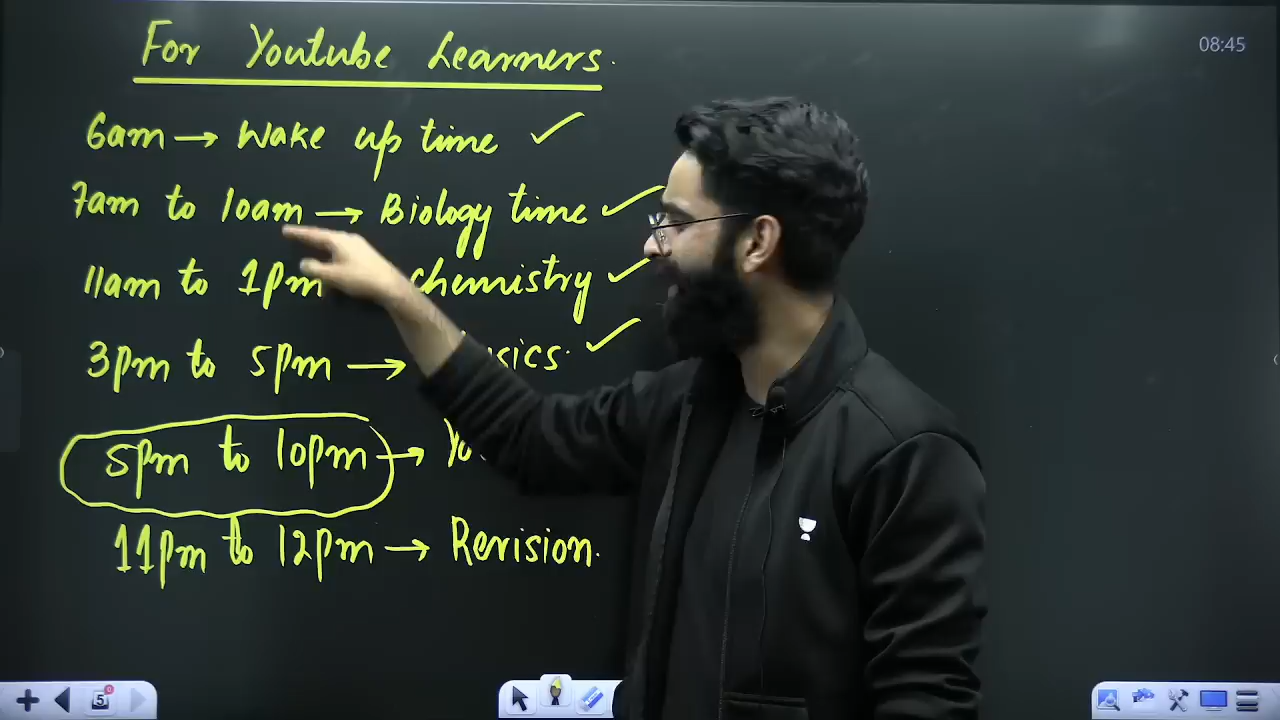 For Youtube Learners.
08:45
6am → Wake up time ✓
7am to 10am → Biology time ✓
11am to 1pm chemistry ✓
3pm to 5pm → ✓
5pm to 10pm →
11pm to 12pm → Revision.
5